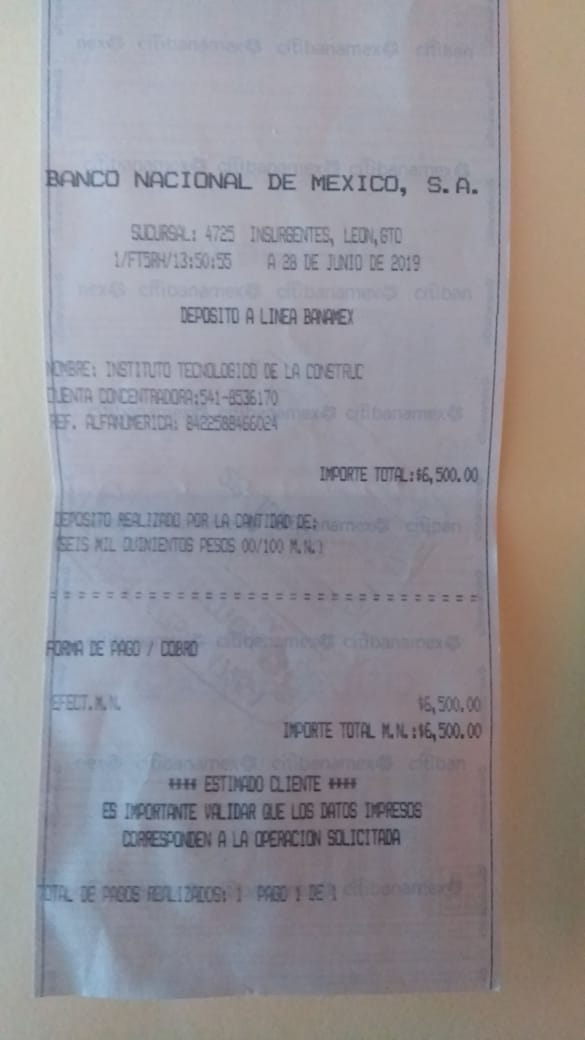 BANCO NACIONAL DE MEXICO, S.A.
SUCURSAL: 4725 INSURGENTES, LEON,GTO
1/FT5RH/13:50:55 A 28 DE JUNIO DE 2019
DEPOSITO A LINEA BANAMEX
NOMBRE: INSTITUTO TECNOLOGICO DE LA CONSTRUC
CUENTA CONCENTRADORA:541-8536170
REF. ALFANUMERICA: 8422588466024
IMPORTE TOTAL:$6,500.00
DEPOSITO REALIZADO POR LA CANTIDAD DE:
(SEIS MIL QUINIENTOS PESOS 00/100 M.N.)
FORMA DE PAGO / COBRO
EFECT.M.N. $6,500.00
IMPORTE TOTAL M.N.:$6,500.00
**** ESTIMADO CLIENTE ****
ES IMPORTANTE VALIDAR QUE LOS DATOS IMPRESOS
CORRESPONDEN A LA OPERACION SOLICITADA
TOTAL DE PAGOS REALIZADOS: 1 PAGO 1 DE 1